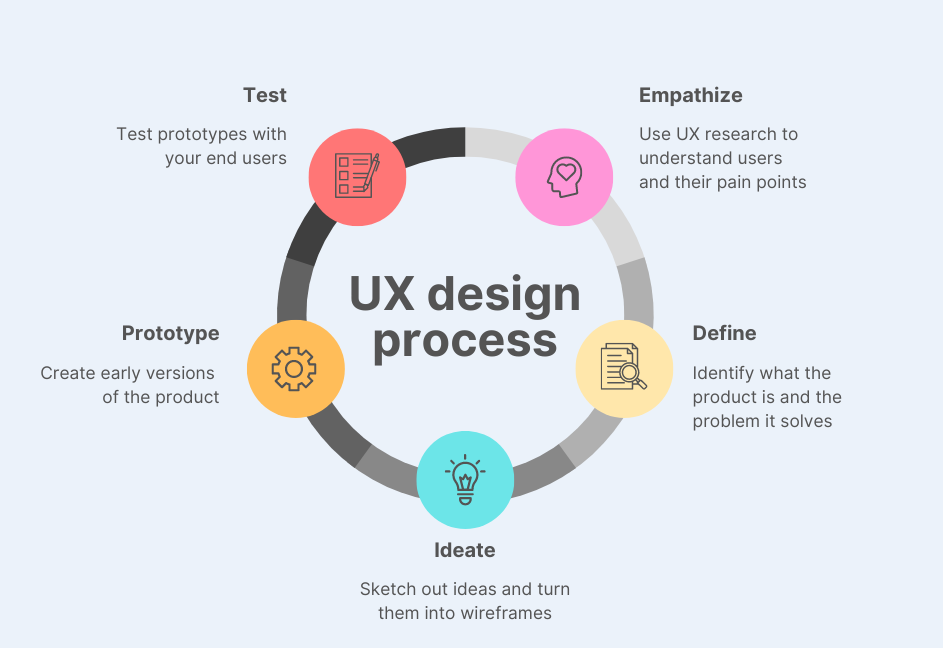 UX design
process
Empathize
Use UX research to
understand users
and their pain points
Define
Identify what the
product is and the
problem it solves
Ideate
Sketch out ideas and turn
them into wireframes
Prototype
Create early versions
of the product
Test
Test prototypes with
your end users